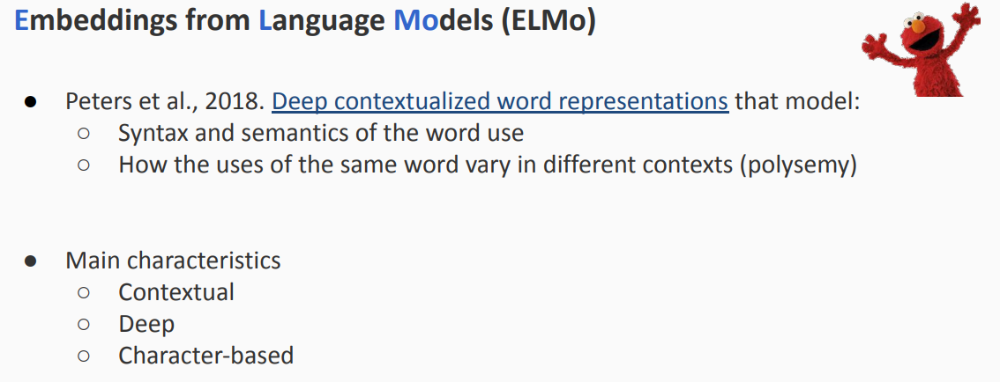 Embeddings from Language Models (ELMo)
● Peters et al., 2018. Deep contextualized word representations that model:
○ Syntax and semantics of the word use
○ How the uses of the same word vary in different contexts (polysemy)
● Main characteristics
○ Contextual
○ Deep
○ Character-based